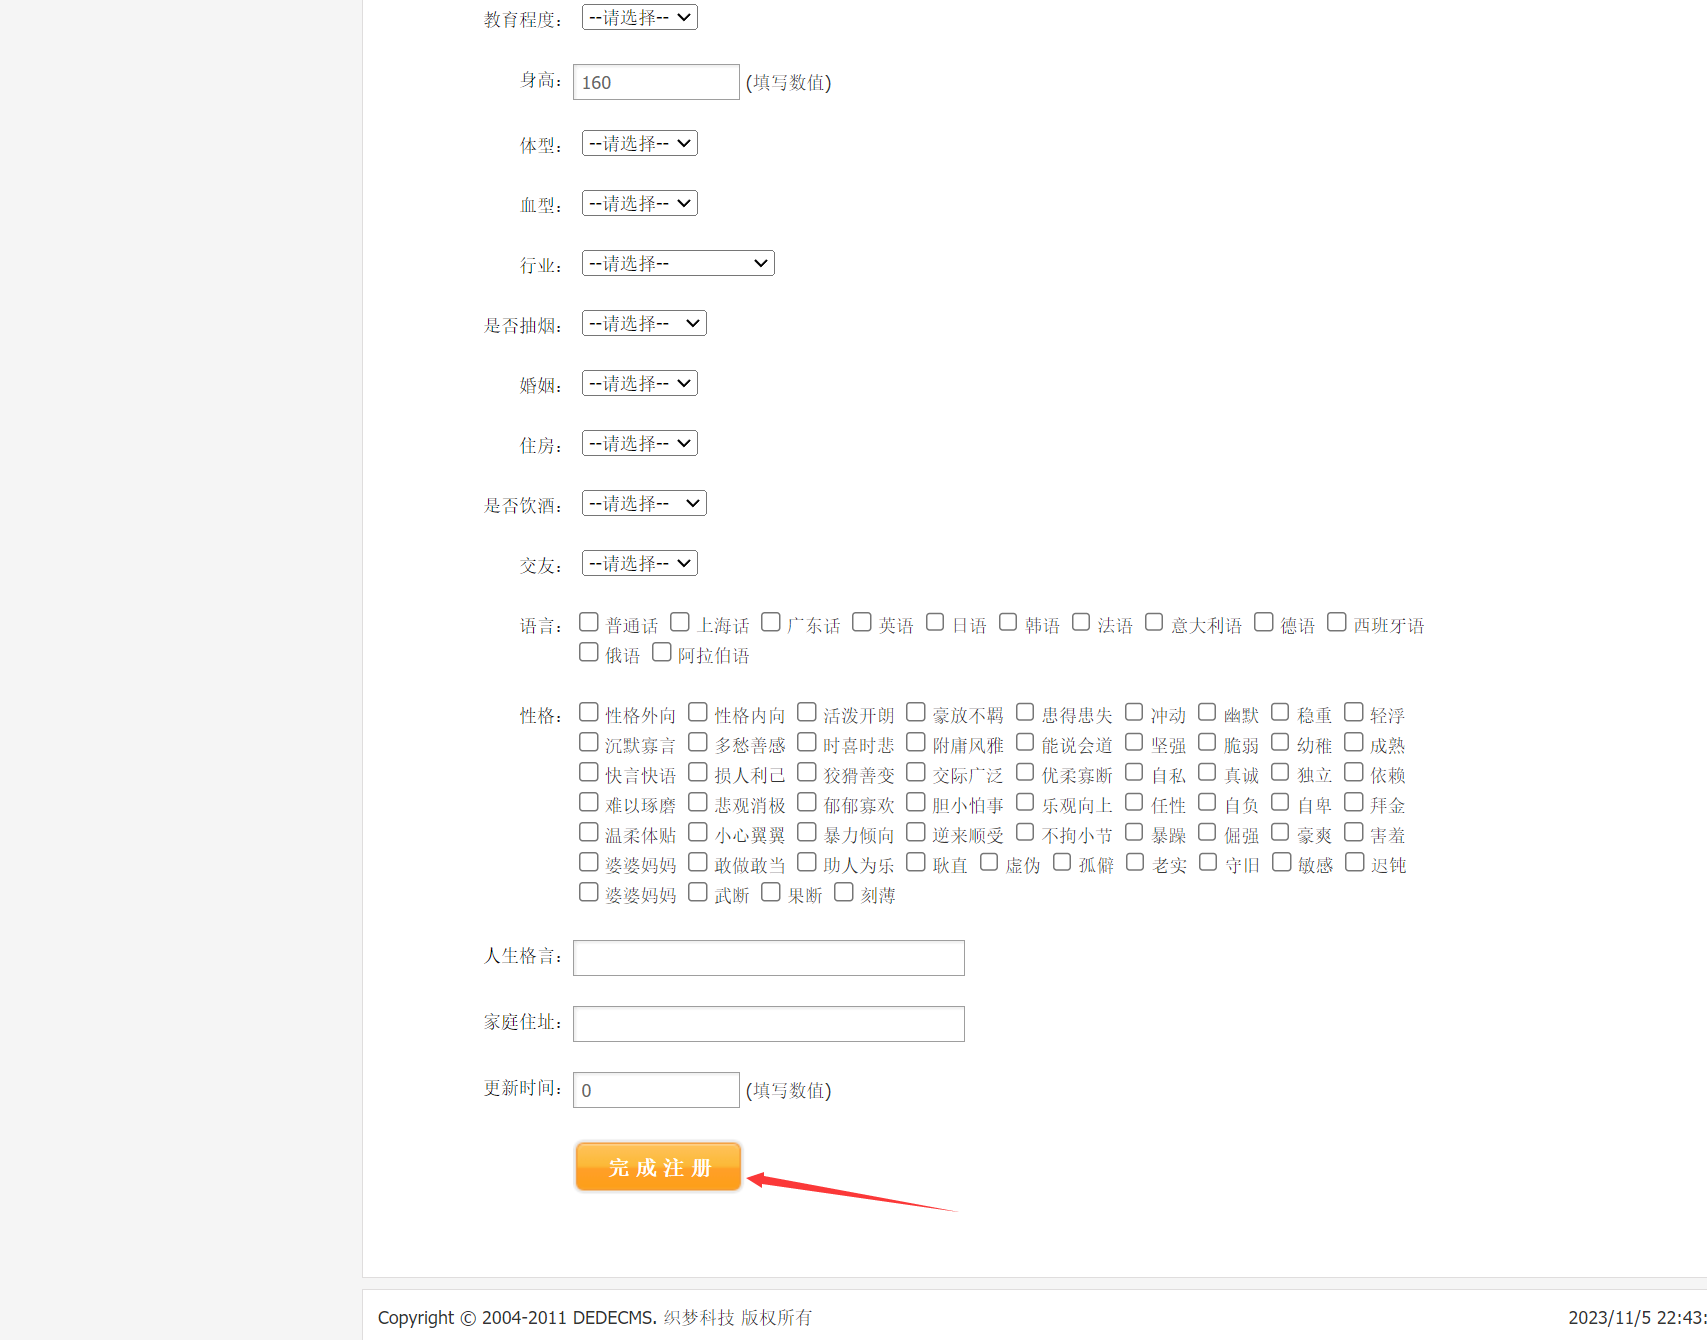 教育程度： --请选择--
身高： 160 (填写数值)
体型： --请选择--
血型： --请选择--
行业： --请选择--
是否抽烟： --请选择--
婚姻： --请选择--
住房： --请选择--
是否饮酒： --请选择--
交友： --请选择--
语言： 普通话 上海话 广东话 英语 日语 韩语 法语 意大利语 德语 西班牙语
俄语 阿拉伯语
性格： 性格外向 性格内向 活泼开朗 豪放不羁 患得患失 冲动 幽默 稳重 轻浮
沉默寡言 多愁善感 时喜时悲 附庸风雅 能说会道 坚强 脆弱 幼稚 成熟
快言快语 损人利己 狡猾善变 交际广泛 优柔寡断 自私 真诚 独立 依赖
难以琢磨 悲观消极 郁郁寡欢 胆小怕事 乐观向上 任性 自负 自卑 拜金
温柔体贴 小心翼翼 暴力倾向 逆来顺受 不拘小节 暴躁 倔强 豪爽 害羞
婆婆妈妈 敢做敢当 助人为乐 耿直 虚伪 孤僻 老实 守旧 敏感 迟钝
婆婆妈妈 武断 果断 刻薄
人生格言：
家庭住址：
更新时间： 0 (填写数值)
完成注册
Copyright © 2004-2011 DEDECMS. 织梦科技 版权所有 2023/11/5 22:43: